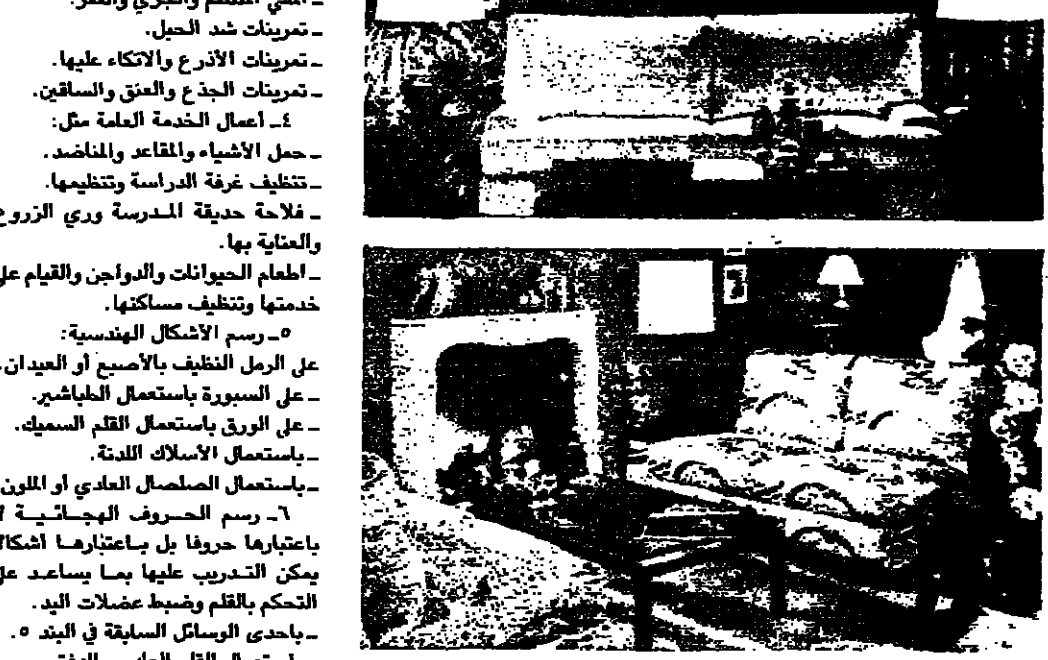 ـ تمرينات شد الحبل.
ـ تمرينات الأذرع والاتكاء عليها.
ـ تمرينات الجذع والعنق والساقين.
٤ـ أعمال الخدمة العامة مثل:
ـ حمل الأشياء والمقاعد والمناضد.
ـ تنظيف غرفة الدراسة وتنظيمها.
ـ فلاحة حديقة المدرسة وري الزروع
والعناية بها.
ـ اطعام الحيوانات والدواجن والقيام على
خدمتها وتنظيف مساكنها.
٥ـ رسم الأشكال الهندسية:
على الرمل النظيف بالأصبع أو العيدان.
ـ على السبورة باستعمال الطباشير.
ـ على الورق باستعمال القلم السميك.
ـ باستعمال الأسلاك اللدنة.
ـ باستعمال الصلصال العادي أو الملون
٦ـ رسم الحروف الهجائية
باعتبارها حروفا بل باعتبارها أشكالا
يمكن التدريب عليها بما يساعد على
التحكم بالقلم وضبط عضلات اليد.
ـ باحدى الوسائل السابقة في البند ٥.